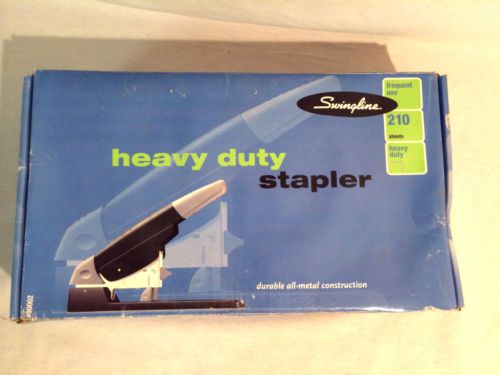 Swingline.
frequent
use
210
sheets
heavy
duty
heavy duty
stapler
durable all-metal construction